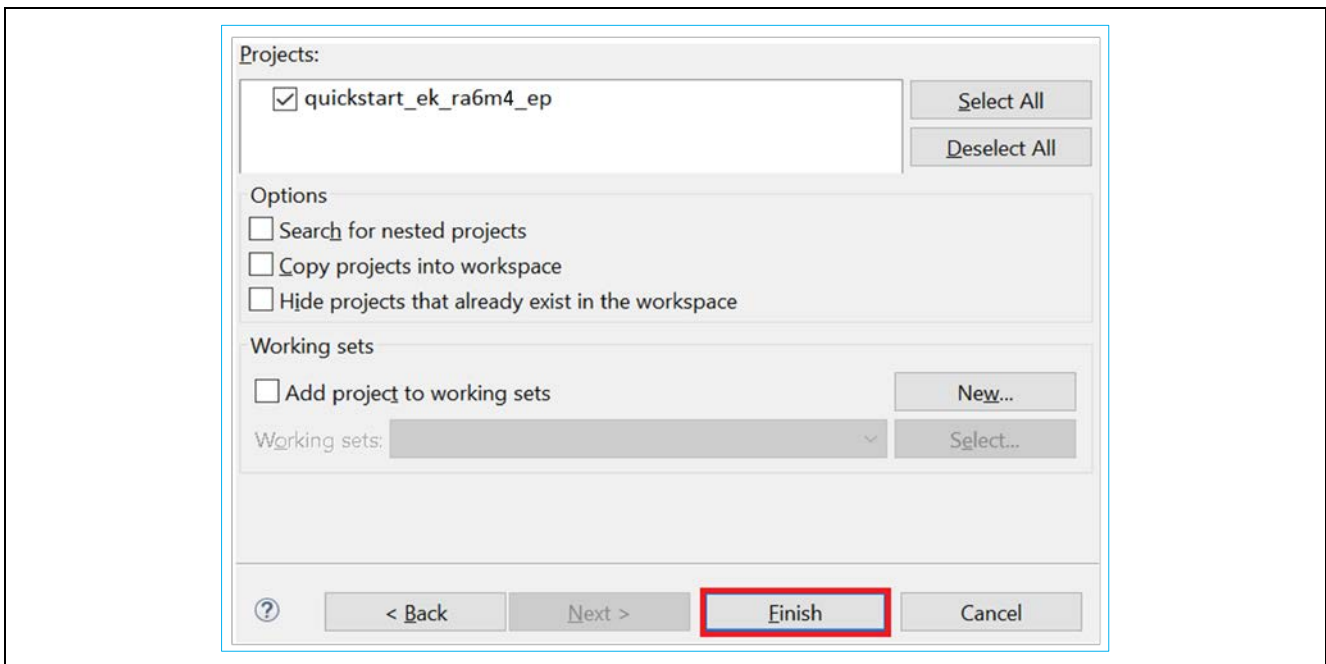 Projects:
quickstart_ek_ra6m4_ep
Select All
Deselect All
Options
Search for nested projects
Copy projects into workspace
Hide projects that already exist in the workspace
Working sets
Add project to working sets
New...
Working sets:
Select...
?
< Back
Next >
Finish
Cancel